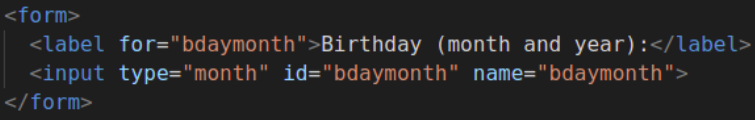 <form>
<label for="bdaymonth">Birthday (month and year):</label>
<input type="month" id="bdaymonth" name="bdaymonth">
</form>